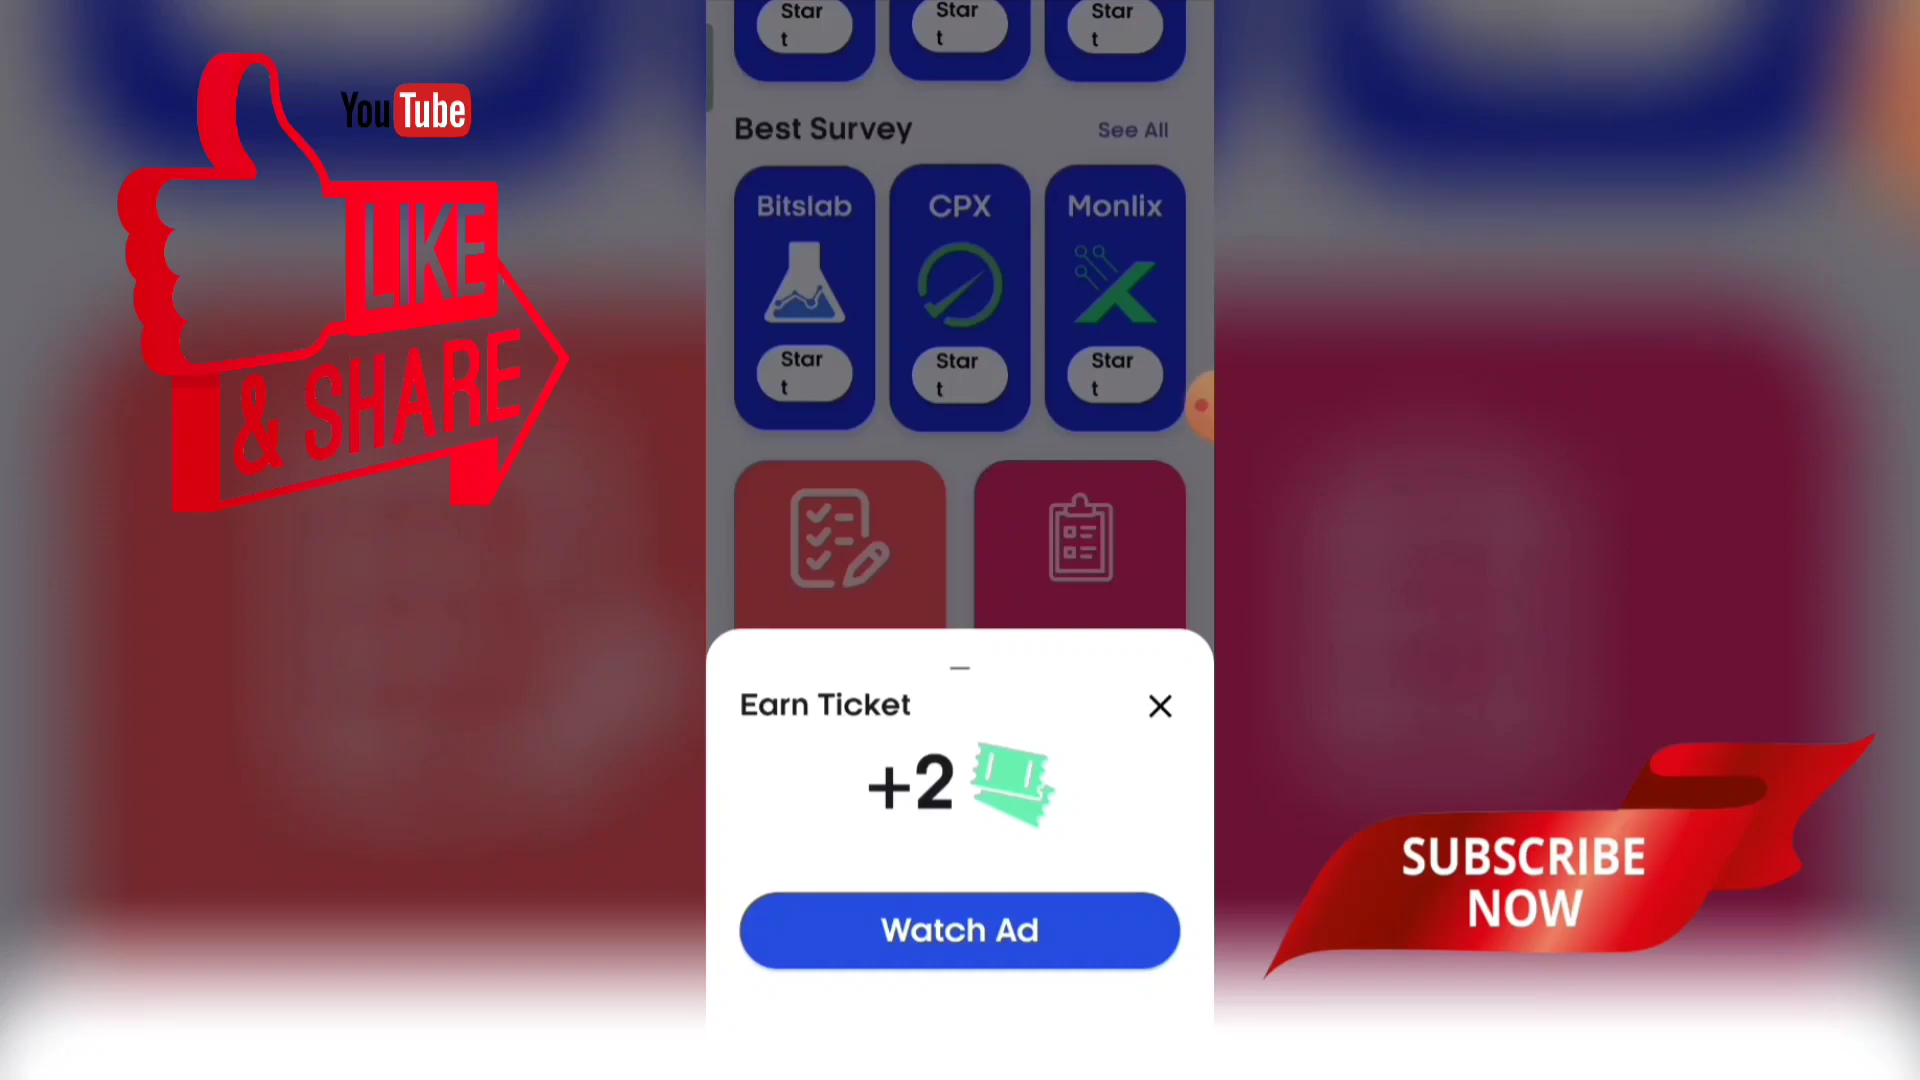 Star
t
Star
t
Star
t
YouTube
LIKE
& SHARE
Best Survey
See All
Bitslab
CPX
Monlix
Star
t
Star
t
Star
t
Earn Ticket
+2
Watch Ad
SUBSCRIBE
NOW